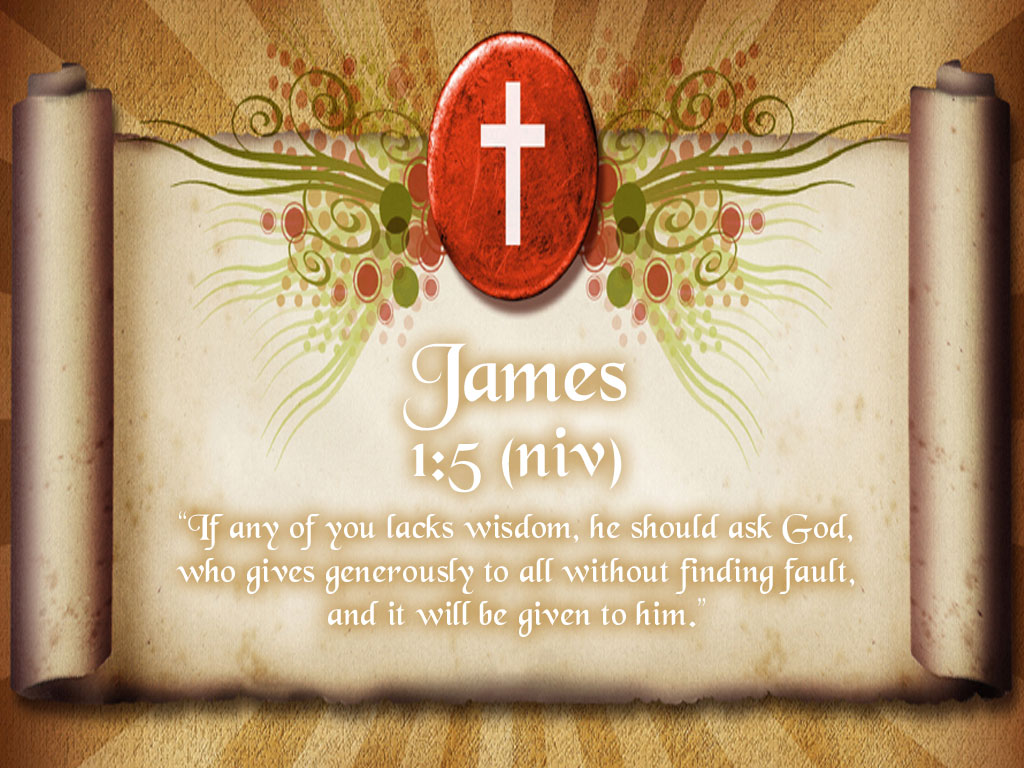 James
1:5 (niv)
“If any of you lacks wisdom, he should ask God,
who gives generously to all without finding fault,
and it will be given to him.”